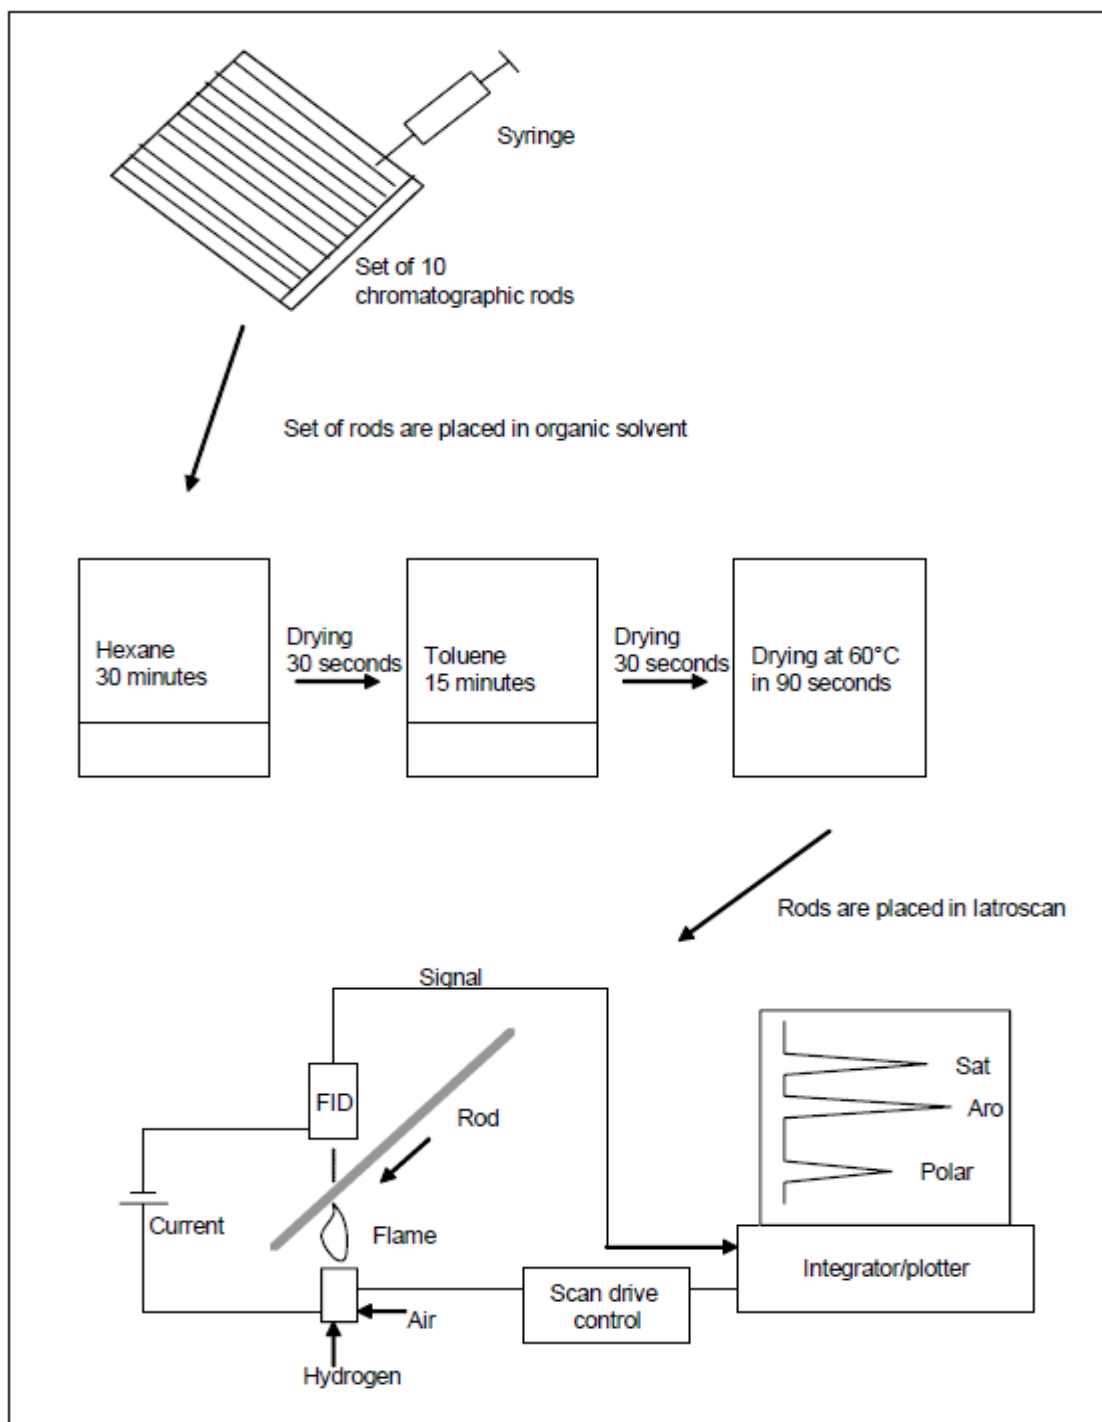 Syringe
Set of 10
chromatographic rods
Set of rods are placed in organic solvent
Hexane
30 minutes
Drying
30 seconds
Toluene
15 minutes
Drying
30 seconds
Drying at 60°C
in 90 seconds
Rods are placed in Iatroscan
Signal
FID
Rod
Sat
Aro
Polar
Current
Flame
Integrator/plotter
Scan drive
control
Air
Hydrogen